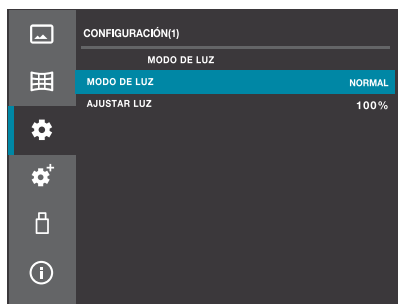 CONFIGURACIÓN(1)
MODO DE LUZ
MODO DE LUZ NORMAL
AJUSTAR LUZ 100%